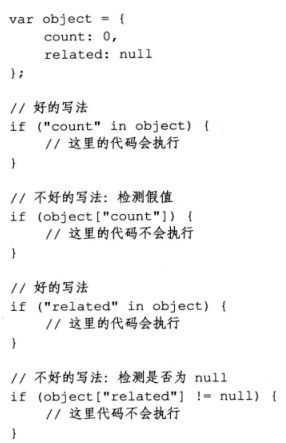 var object = {
    count: 0,
    related: null
};

// 好的写法
if ("count" in object) {
    // 这里的代码会执行
}

// 不好的写法: 检测假值
if (object["count"]) {
    // 这里的代码不会执行
}

// 好的写法
if ("related" in object) {
    // 这里的代码会执行
}

// 不好的写法: 检测是否为 null
if (object["related"] != null) {
    // 这里的代码不会执行
}